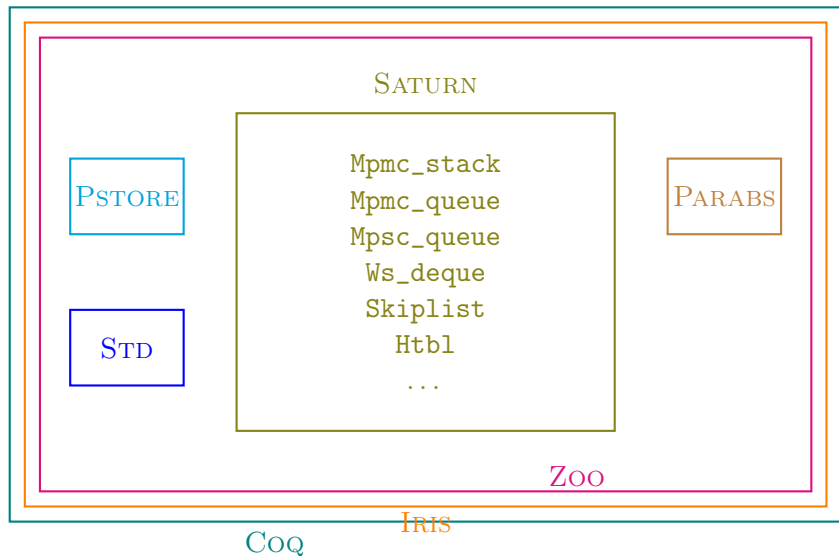 SATURN
Mpmc_stack
PSTORE
PARABS
Mpmc_queue
Mpsc_queue
Ws_deque
Skiplist
STD
Htbl
...
ZOO
IRIS
COQ